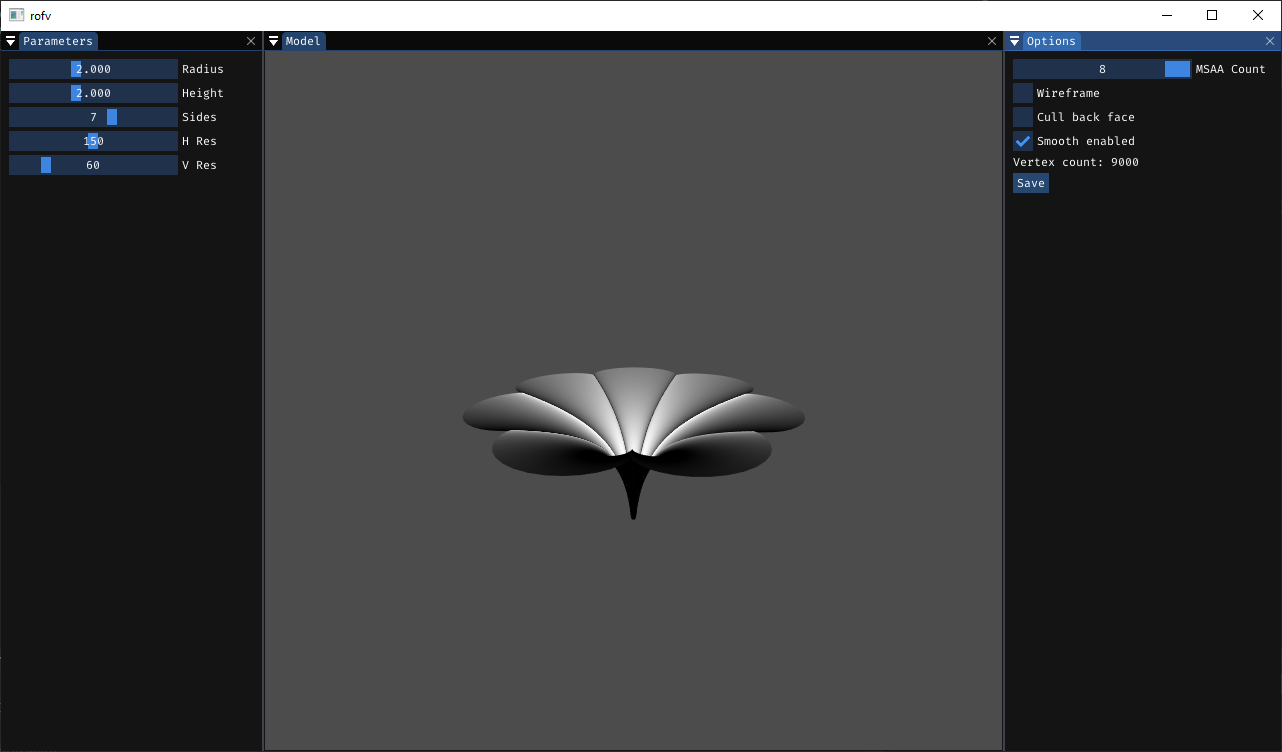 rofv
Parameters
Model
Options
2.000 Radius
2.000 Height
7 Sides
150 H Res
60 V Res
8 MSAA Count
Wireframe
Cull back face
Smooth enabled
Vertex count: 9000
Save